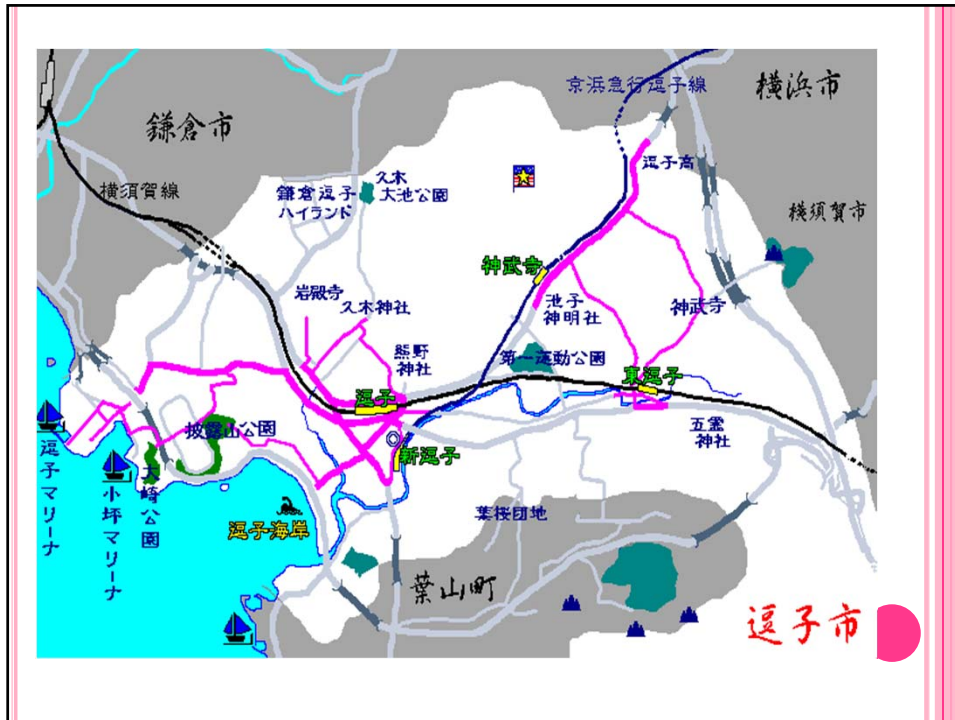 京浜急行逗子線
横浜市
鎌倉市
逗子高
久木
大池公園
鎌倉逗子
ハイランド
横須賀線
横須賀市
神武寺
岩殿寺
久木神社
池子
神明社
神武寺
熊野
神社
第一運動公園
東逗子
逗子
披露山公園
新逗子
五霊
神社
逗子マリーナ
小坪マリーナ
大崎公園
逗子海岸
葉桜団地
葉山町
逗子市